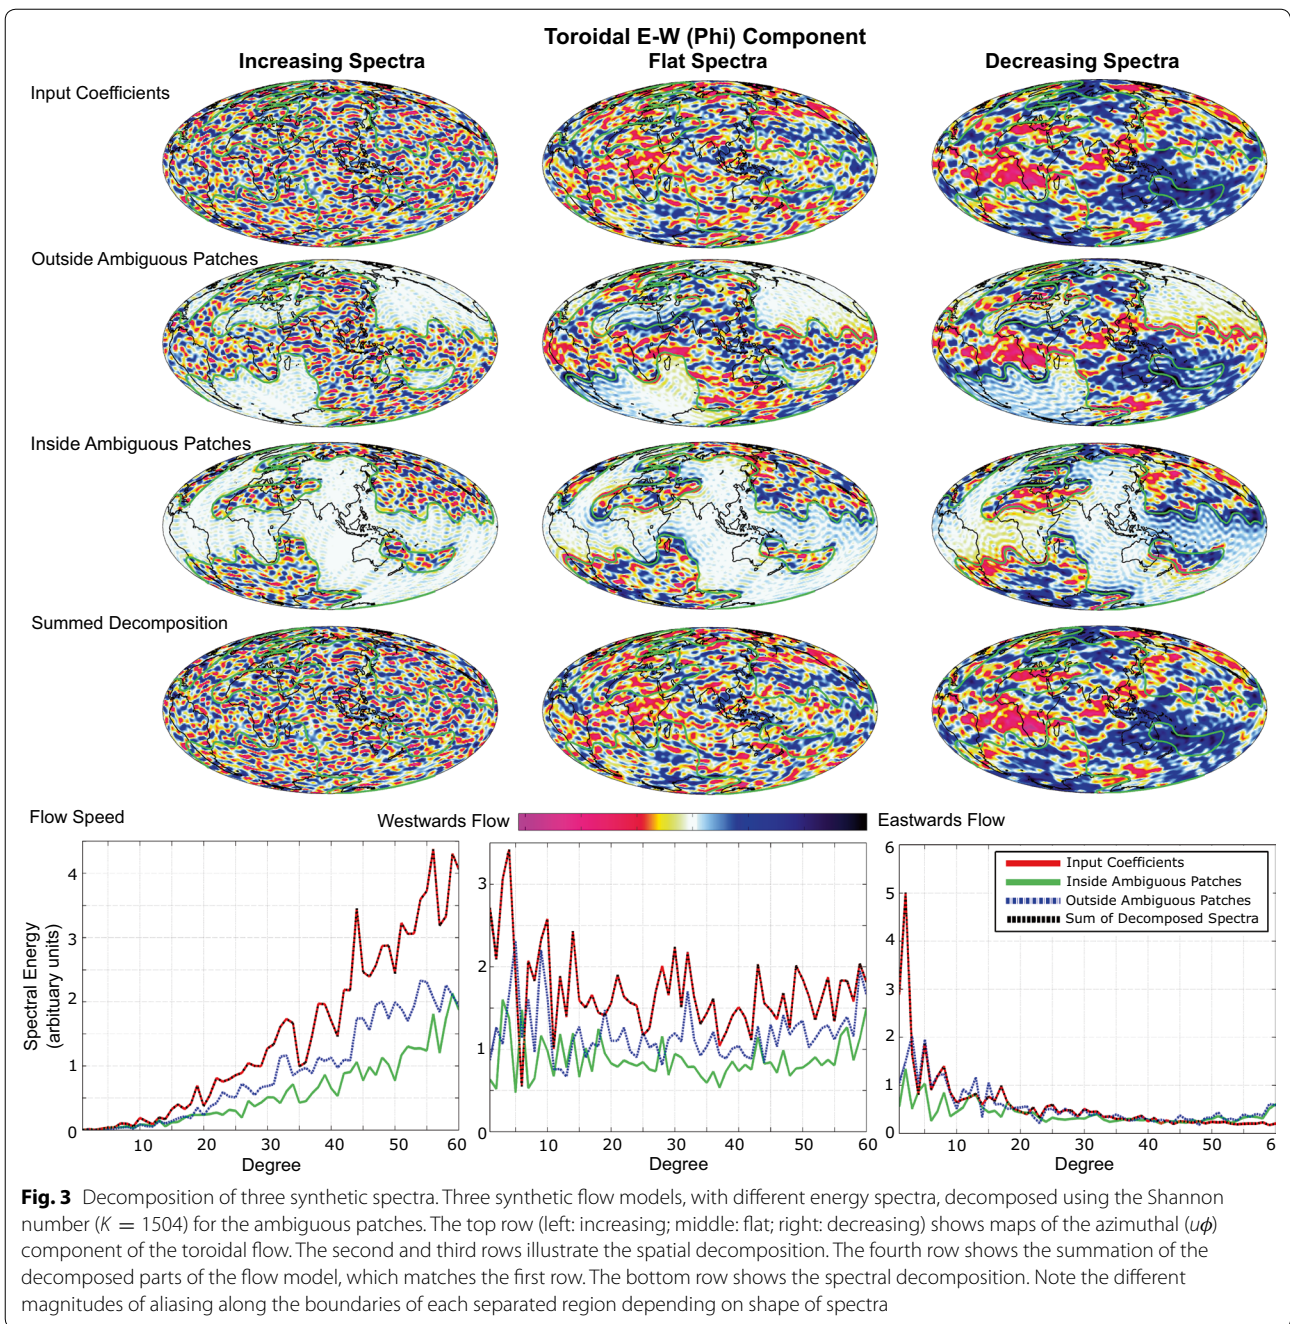 Toroidal E-W (Phi) Component
Increasing Spectra
Flat Spectra
Decreasing Spectra
Input Coefficients
Outside Ambiguous Patches
Inside Ambiguous Patches
Summed Decomposition
Flow Speed
Westwards Flow
Eastwards Flow
Spectral Energy
(arbituary units)
4
3
2
1
0
10
20
30
40
50
60
Degree
3
2
1
0
10
20
30
40
50
60
Degree
6
5
4
3
2
1
0
10
20
30
40
50
6
Degree
Input Coefficients
Inside Ambiguous Patches
Outside Ambiguous Patches
Sum of Decomposed Spectra
Fig. 3 Decomposition of three synthetic spectra. Three synthetic flow models, with different energy spectra, decomposed using the Shannon
number (K = 1504) for the ambiguous patches. The top row (left: increasing; middle: flat; right: decreasing) shows maps of the azimuthal (uϕ)
component of the toroidal flow. The second and third rows illustrate the spatial decomposition. The fourth row shows the summation of the
decomposed parts of the flow model, which matches the first row. The bottom row shows the spectral decomposition. Note the different
magnitudes of aliasing along the boundaries of each separated region depending on shape of spectra